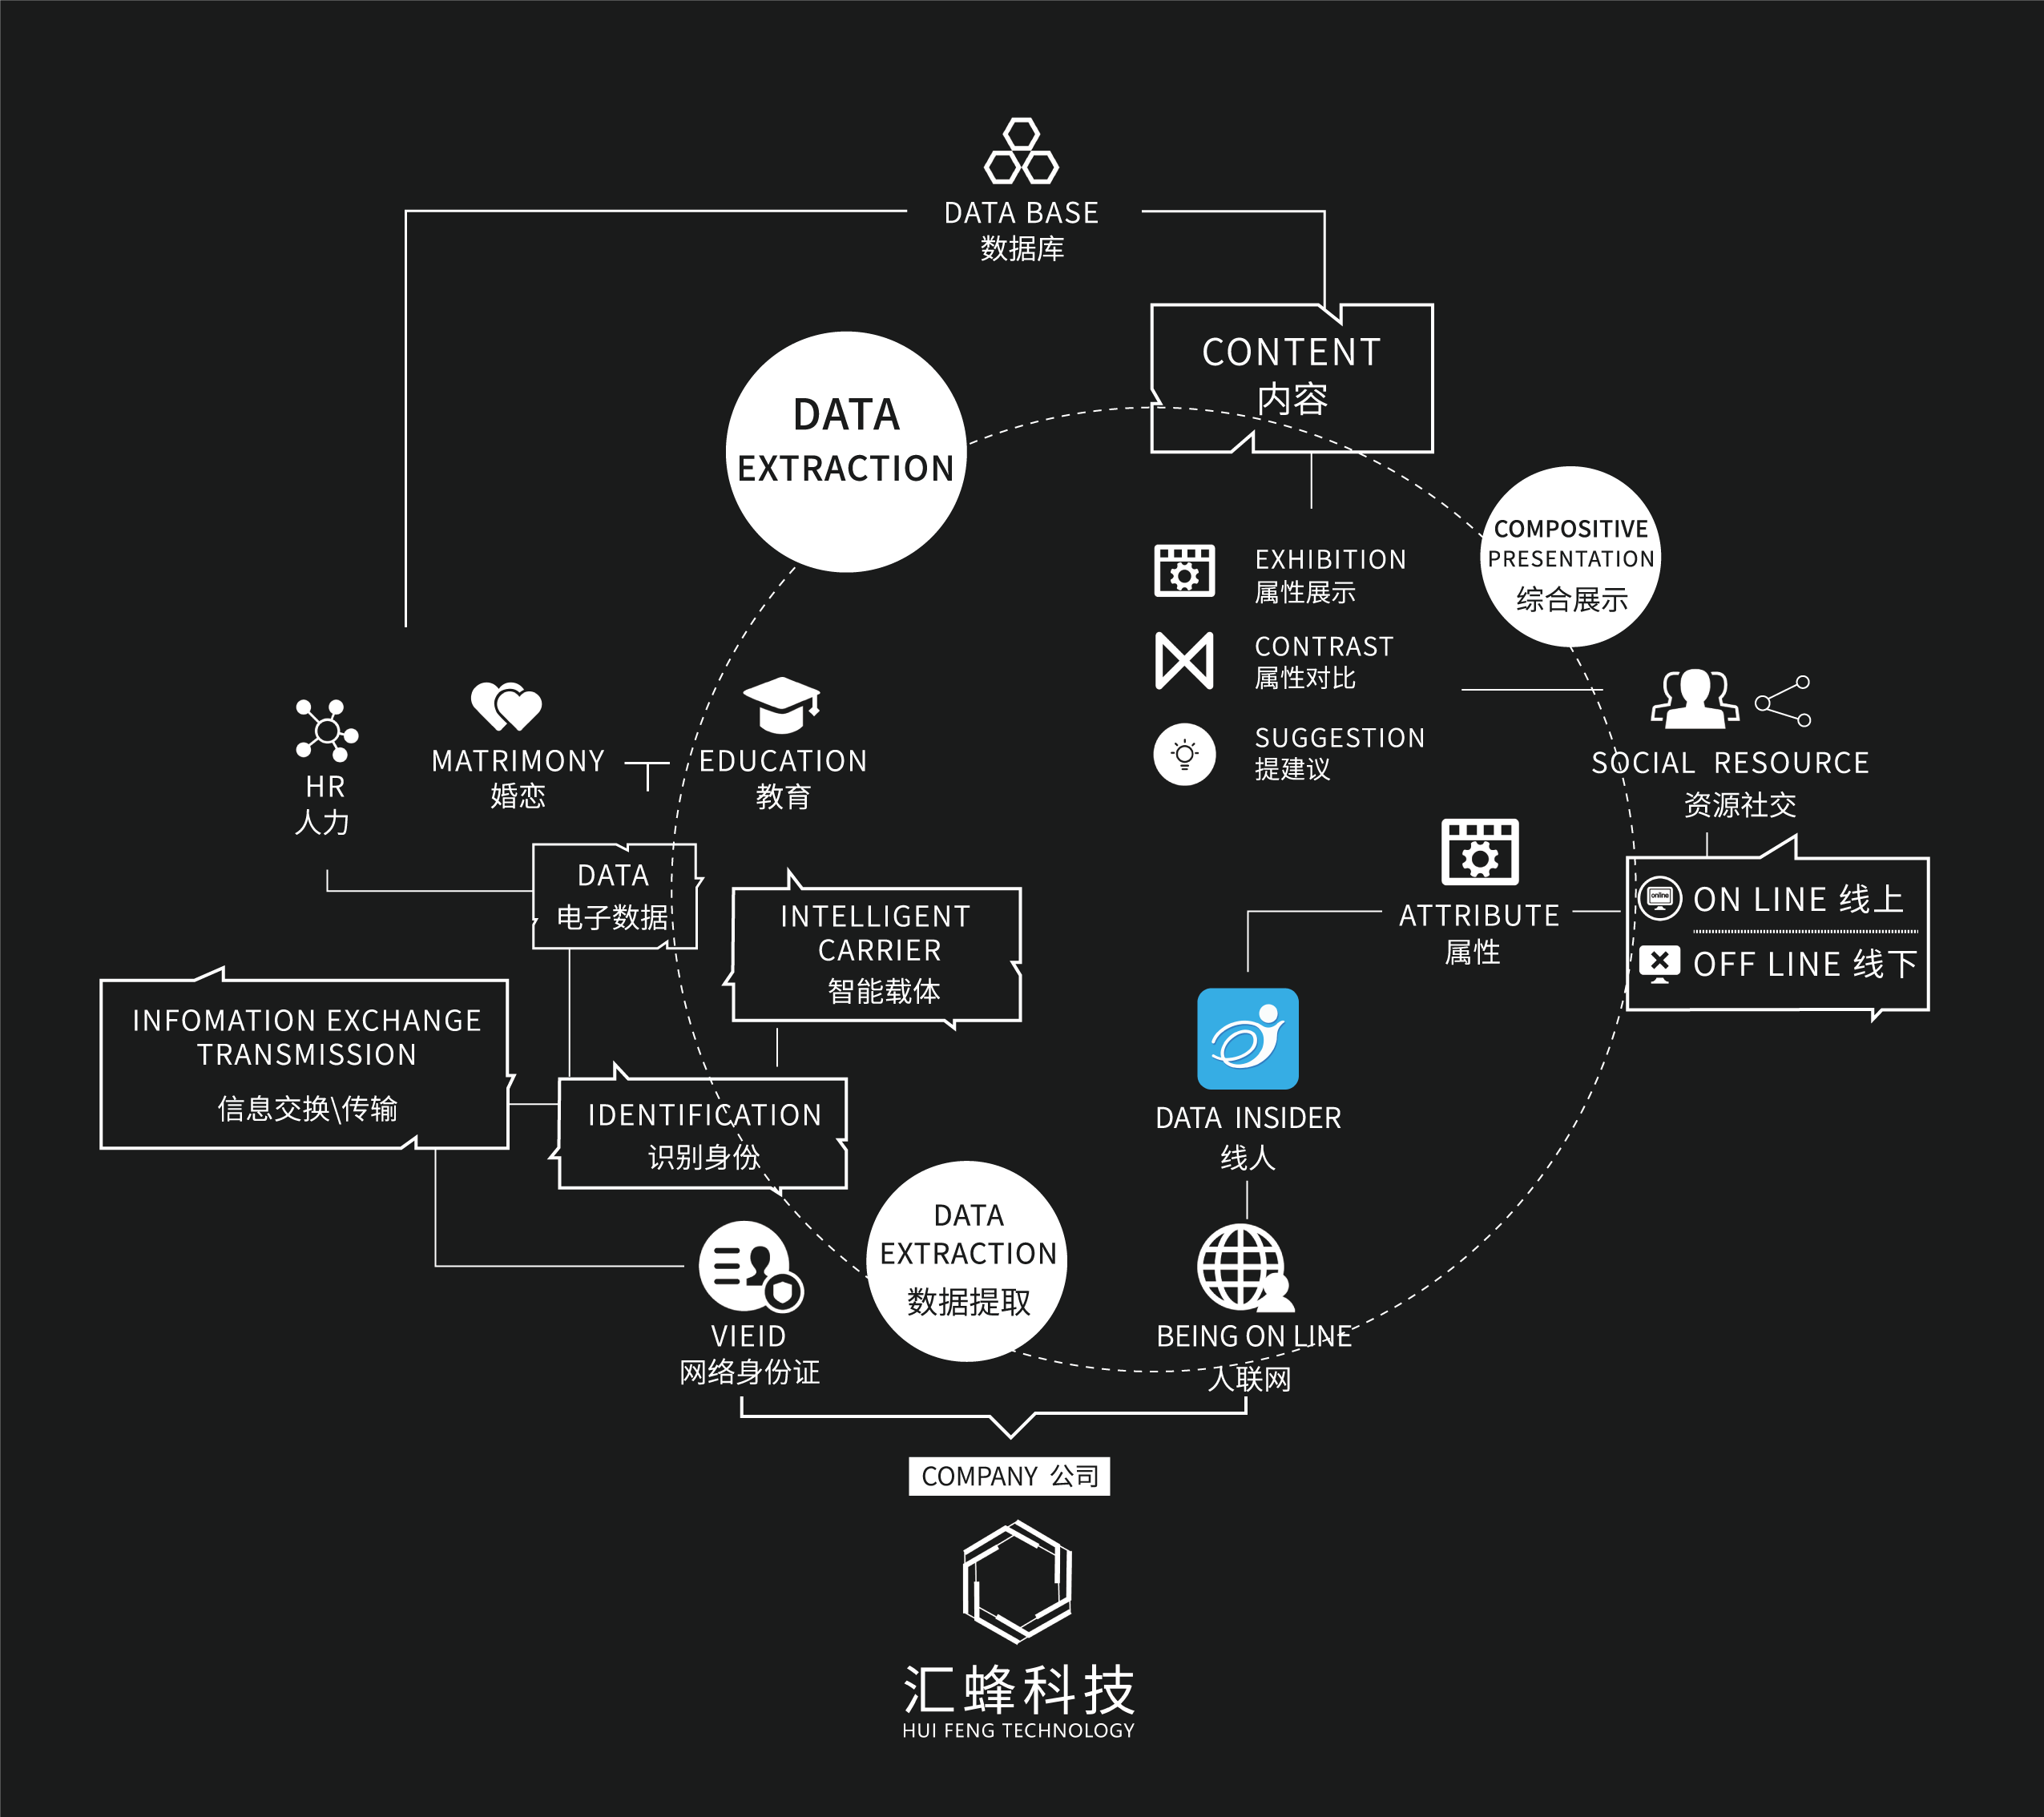 DATA BASE
数据库
CONTENT
内容
DATA
EXTRACTION
COMPOSITIVE
PRESENTATION
综合展示
EXHIBITION
属性展示
CONTRAST
属性对比
SUGGESTION
提建议
HR
人力
MATRIMONY
婚恋
EDUCATION
教育
SOCIAL RESOURCE
资源社交
DATA
电子数据
INTELLIGENT
CARRIER
智能载体
ATTRIBUTE
属性
online
ON LINE 线上
OFF LINE 线下
INFOMATION EXCHANGE
TRANSMISSION
信息交换\传输
IDENTIFICATION
识别身份
DATA INSIDER
线人
DATA
EXTRACTION
数据提取
VIEID
网络身份证
BEING ON LINE
人联网
COMPANY 公司
汇蜂科技
HUI FENG TECHNOLOGY